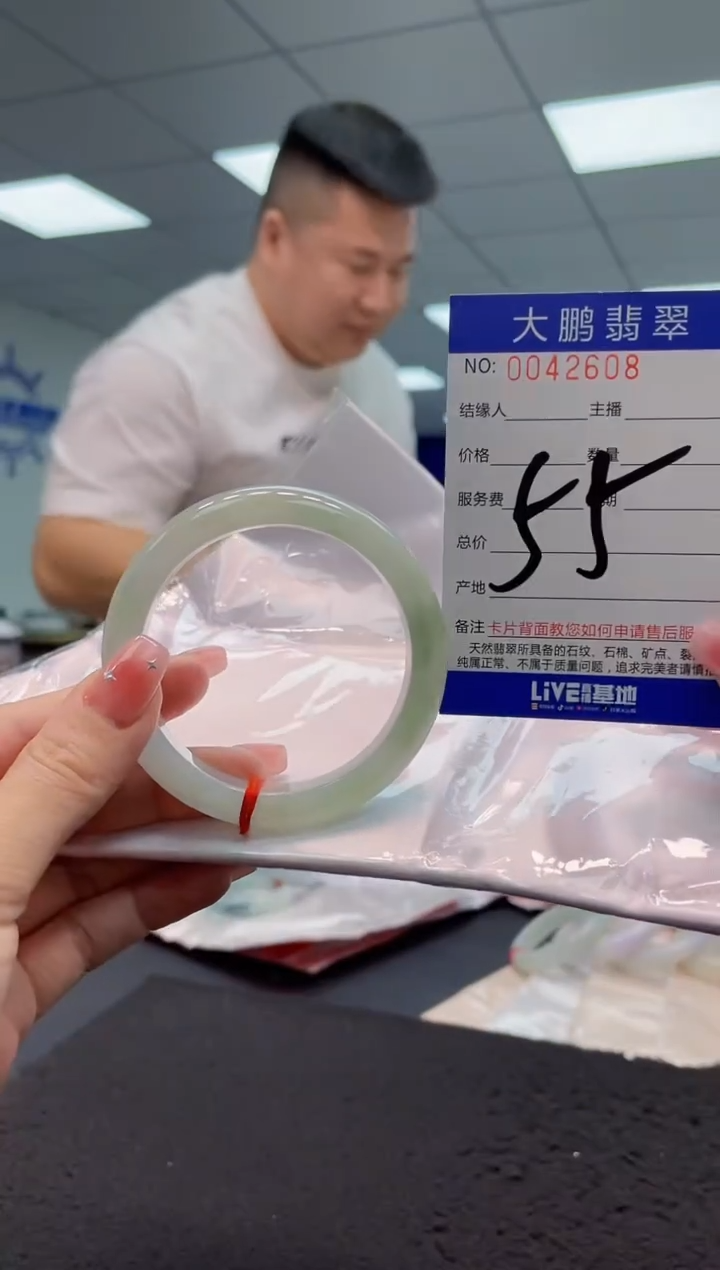 大鹏翡翠
NO: 0042608
结缘人 主播
价格 数量
服务费 期
55
总价
产地
备注 卡片背面教您如何申请售后服
天然翡翠所具备的石纹、石棉、矿点、裂
纯属正常、不属于质量问题，追求完美者请慎拍
LiVE 基地